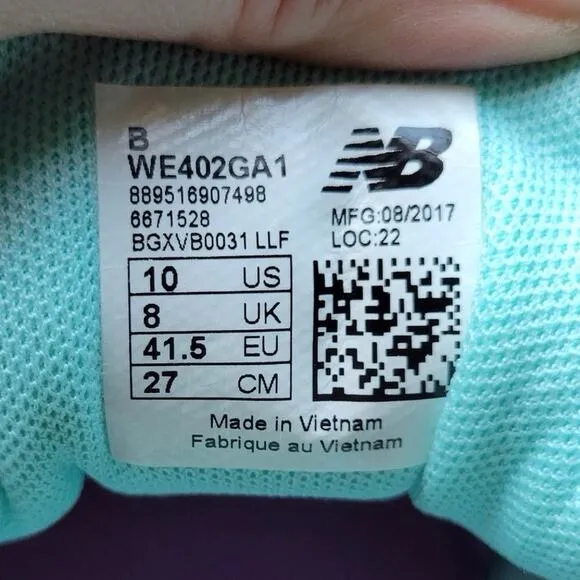 B
WE402GA1
889516907498
6671528
BGXVB0031 LLF
NB
MFG:08/2017
LOC:22
10 US
8 UK
41.5 EU
27 CM
Made in Vietnam
Fabrique au Vietnam